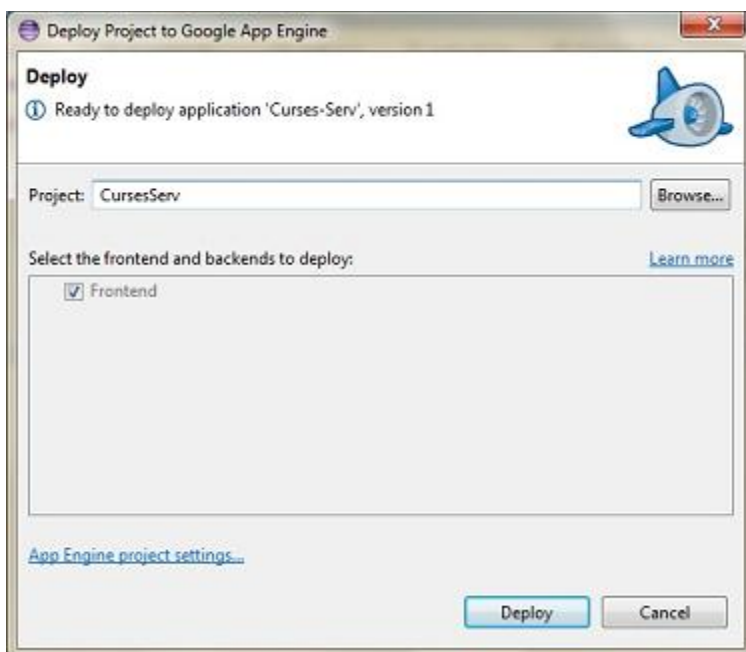 Deploy Project to Google App Engine
Deploy
Ready to deploy application 'Curses-Serv', version 1
Project: CursesServ Browse...
Select the frontend and backends to deploy: Learn more
Frontend
App Engine project settings...
Deploy Cancel